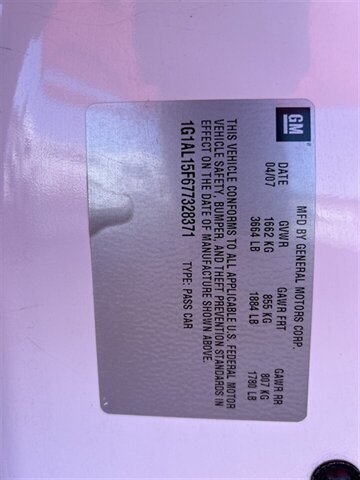 GM
MFD BY GENERAL MOTORS CORP.
DATE GVWR GAWR FRT GAWR RR
04/07 1662 KG 855 KG 807 KG
3664 LB 1884 LB 1780 LB
THIS VEHICLE CONFORMS TO ALL APPLICABLE U.S. FEDERAL MOTOR
VEHICLE SAFETY, BUMPER, AND THEFT PREVENTION STANDARDS IN
EFFECT ON THE DATE OF MANUFACTURE SHOWN ABOVE.
1G1AL15F677328371 TYPE: PASS CAR